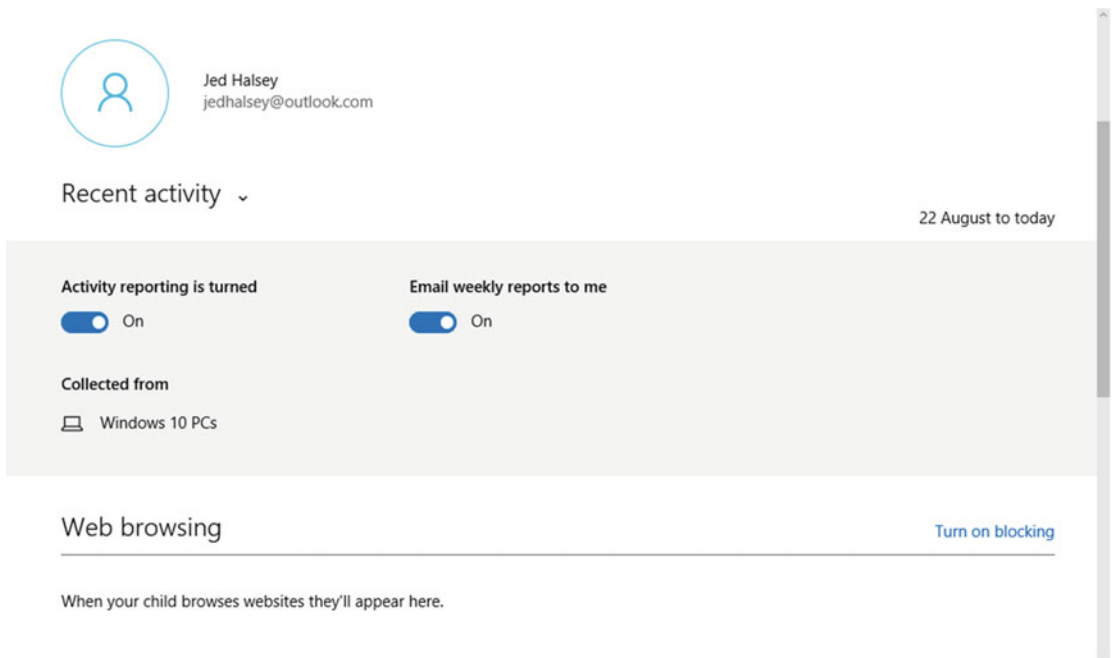 Jed Halsey
jedhalsey@outlook.com
Recent activity
22 August to today
Activity reporting is turned
Email weekly reports to me
On
On
Collected from
Windows 10 PCs
Web browsing
Turn on blocking
When your child browses websites they'll appear here.